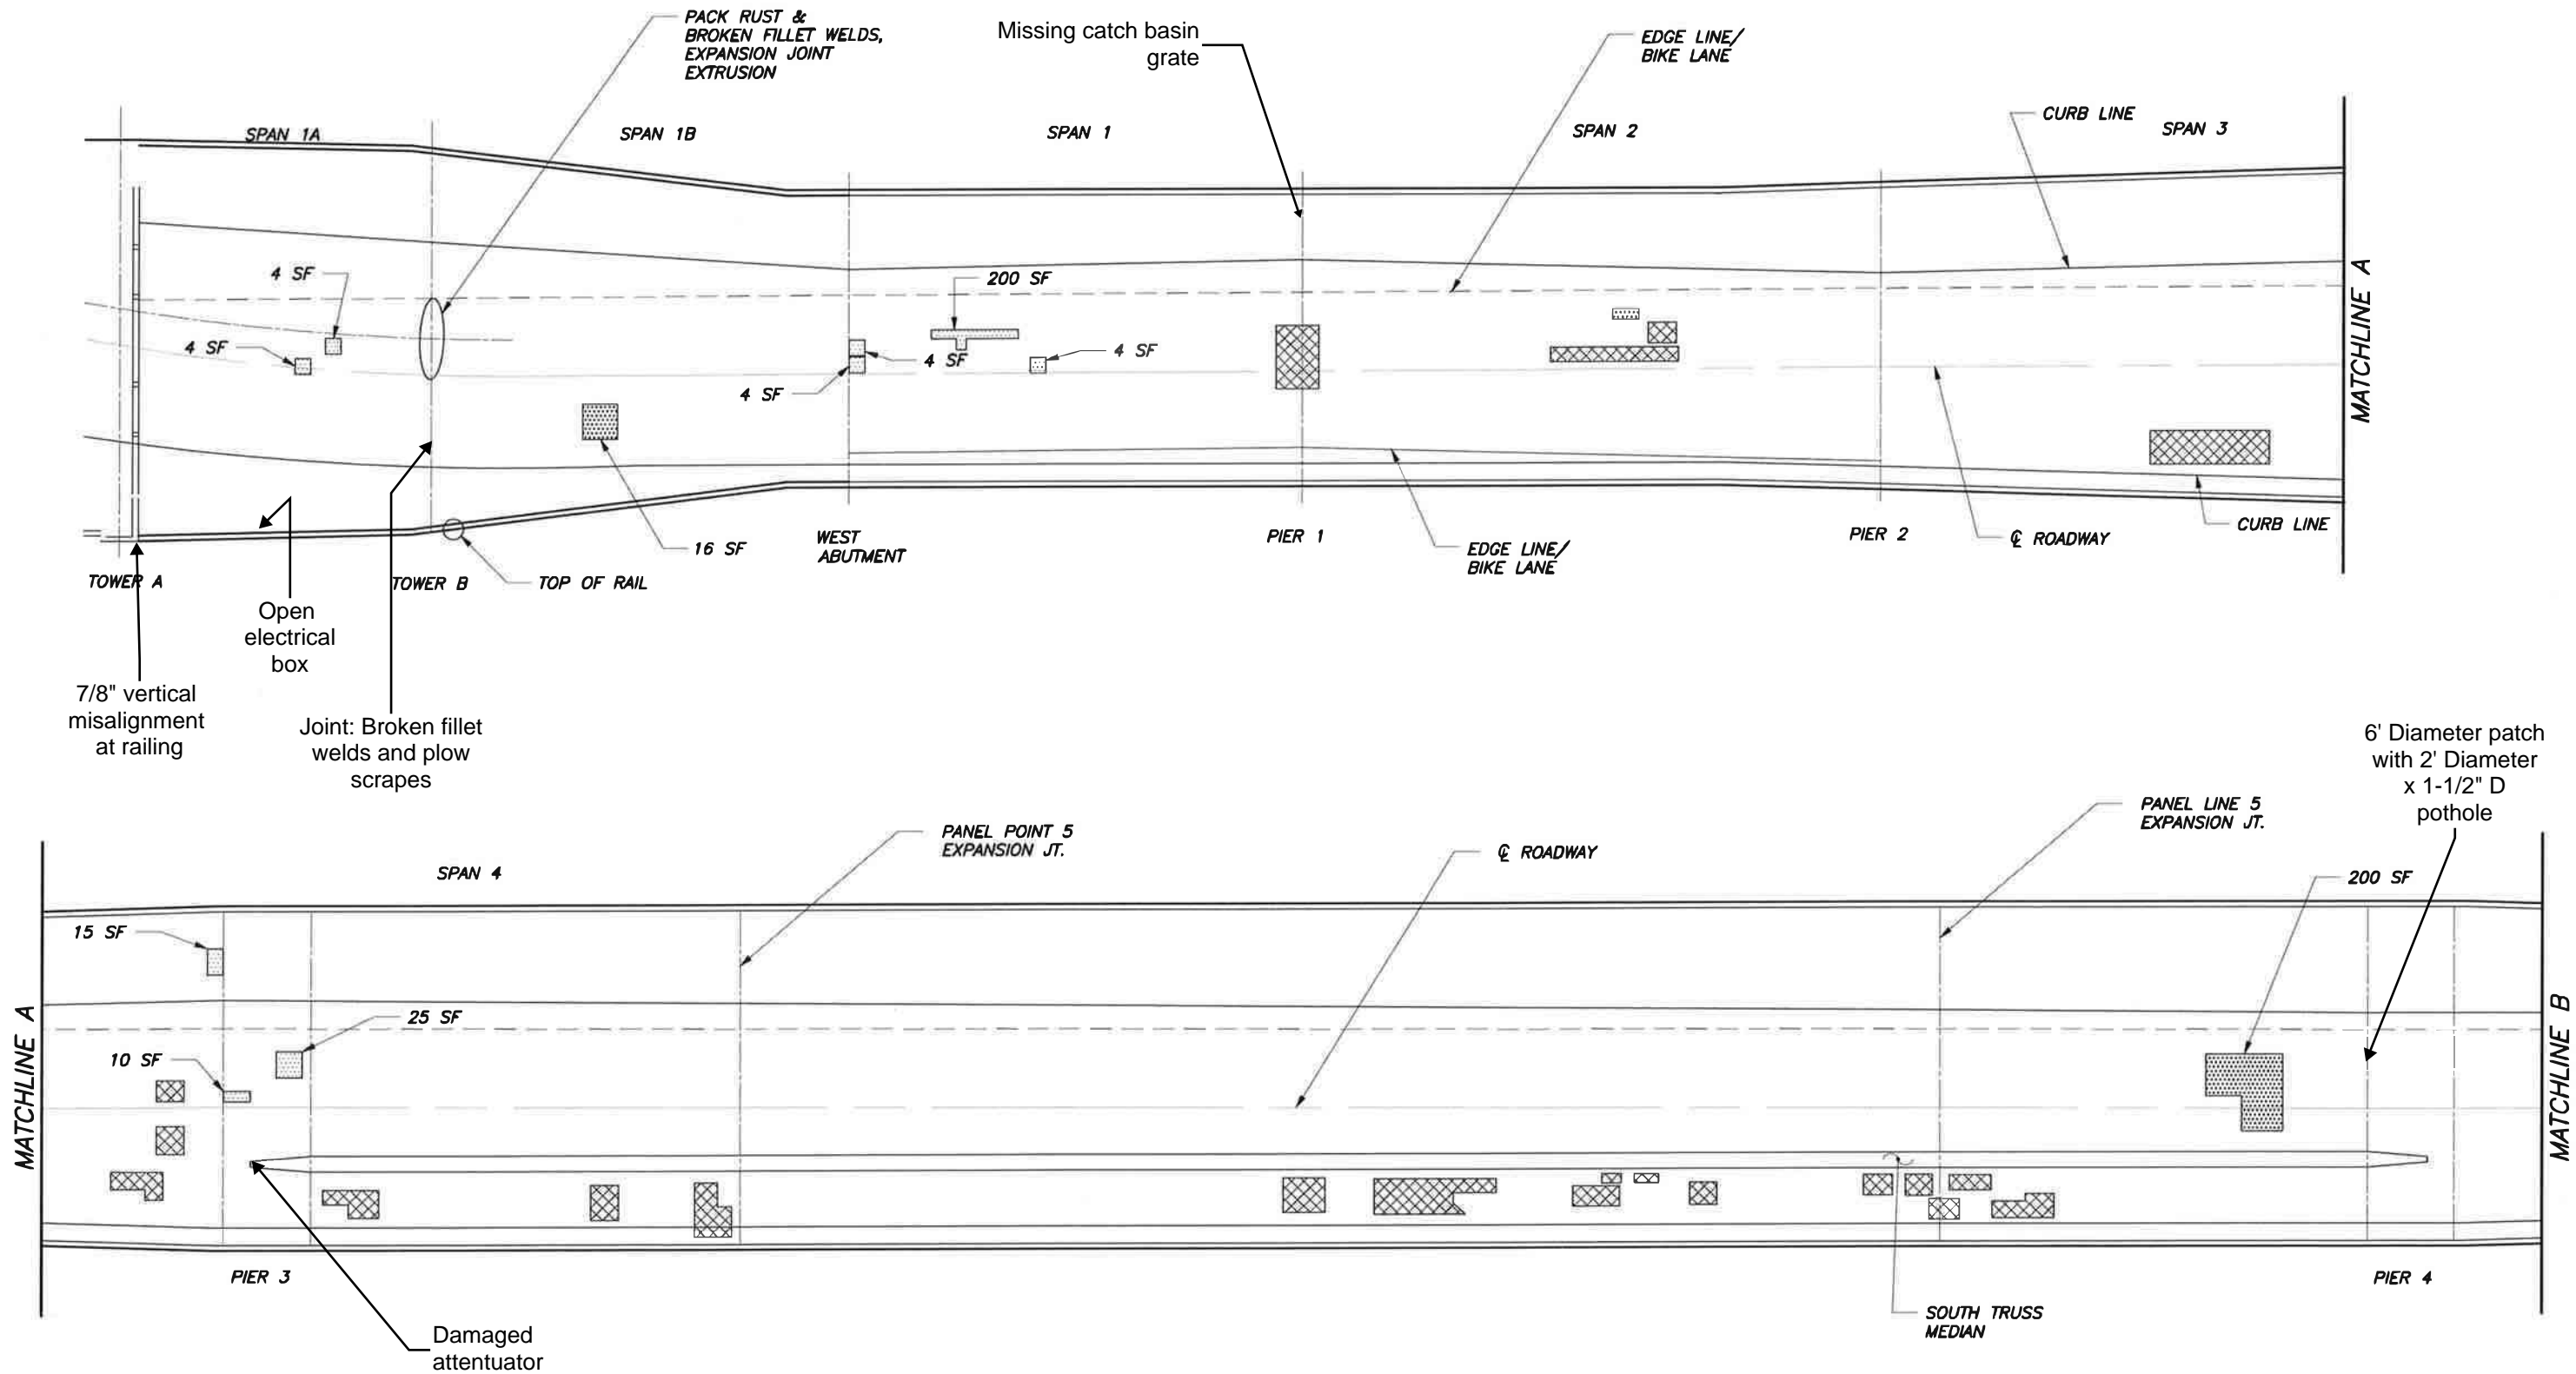 PACK RUST &
BROKEN FILLET WELDS,
EXPANSION JOINT
EXTRUSION
Missing catch basin
grate
EDGE LINE/
BIKE LANE
CURB LINE
SPAN 1A
SPAN 1B
SPAN 1
SPAN 2
SPAN 3
4 SF
200 SF
4 SF
4 SF
4 SF
4 SF
MATCHLINE A
16 SF
WEST
ABUTMENT
PIER 1
EDGE LINE/
BIKE LANE
PIER 2
℄ ROADWAY
CURB LINE
TOWER A
TOWER B
TOP OF RAIL
Open
electrical
box
7/8" vertical
misalignment
at railing
Joint: Broken fillet
welds and plow
scrapes
6' Diameter patch
with 2' Diameter
x 1-1/2" D
pothole
PANEL POINT 5
EXPANSION JT.
℄ ROADWAY
PANEL LINE 5
EXPANSION JT.
SPAN 4
200 SF
15 SF
25 SF
10 SF
MATCHLINE A
MATCHLINE B
PIER 3
PIER 4
SOUTH TRUSS
MEDIAN
Damaged
attentuator